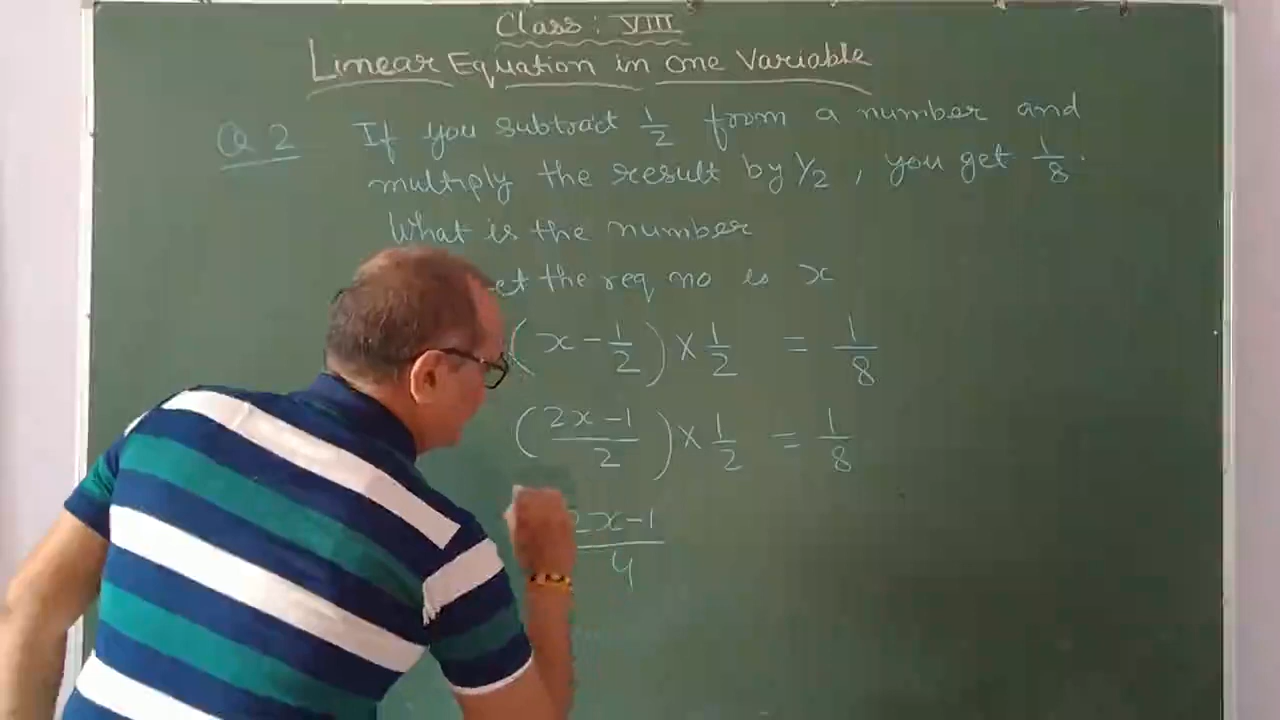 Class : VIII
Linear Equation in one Variable
Q 2 If you subtract 1/2 from a number and
multiply the result by 1/2, you get 1/8.
What is the number
et the req no is x
(x - 1/2) × 1/2 = 1/8
((2x - 1)/2) × 1/2 = 1/8
(2x - 1)/4